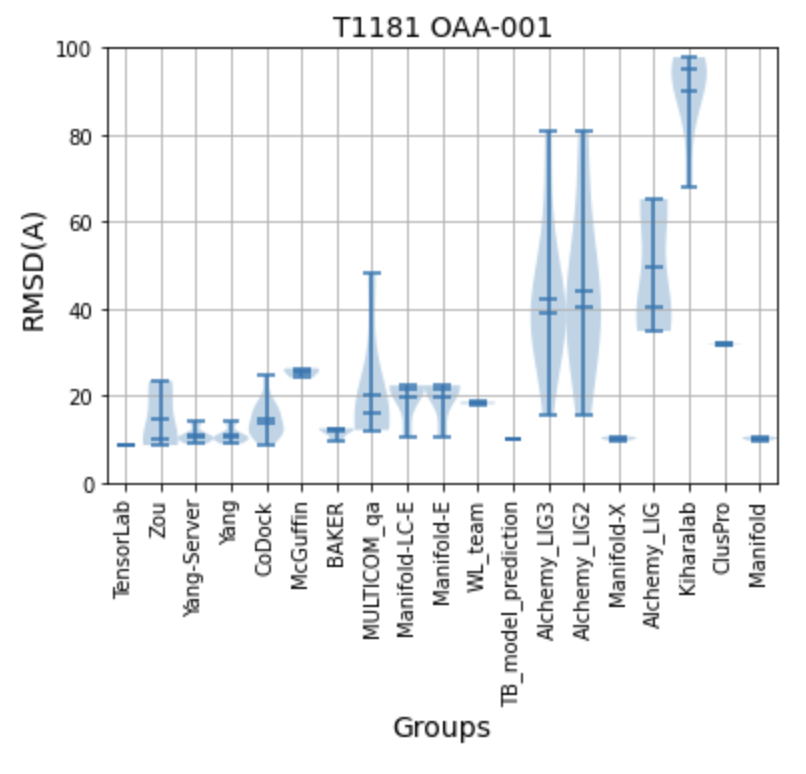 T1181 OAA-001
100
80
60
40
20
0
RMSD(A)
TensorLab
Zou
Yang-Server
Yang
CoDock
McGuffin
BAKER
MULTICOM_qa
Manifold-LC-E
Manifold-E
WL_team
TB_model_prediction
Alchemy_LIG3
Alchemy_LIG2
Manifold-X
Alchemy_LIG
Kiharalab
ClusPro
Manifold
Groups